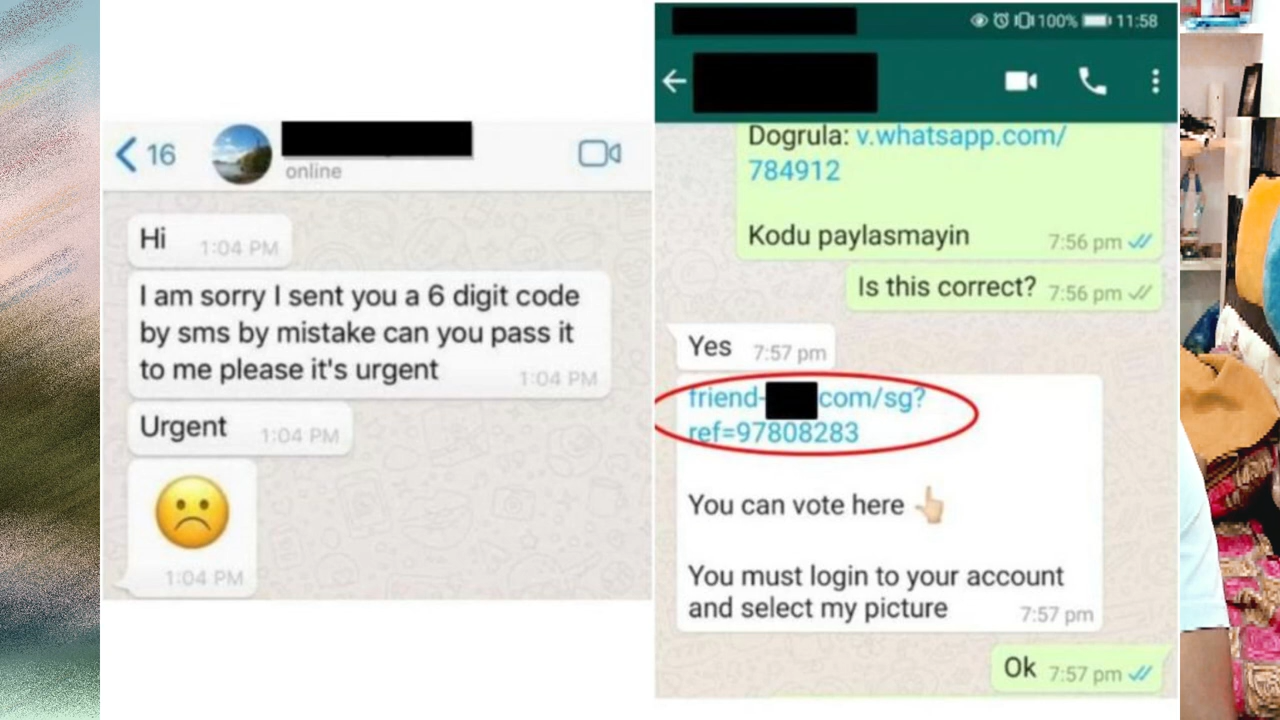 16
online
Hi 1:04 PM
I am sorry I sent you a 6 digit code
by sms by mistake can you pass it
to me please it's urgent 1:04 PM
Urgent 1:04 PM
1:04 PM
100% 11:58
Dogrula: v.whatsapp.com/
784912
Kodu paylasmayin 7:56 pm
Is this correct? 7:56 pm
Yes 7:57 pm
friend- com/sg?
ref=97808283
You can vote here
You must login to your account
and select my picture 7:57 pm
Ok 7:57 pm